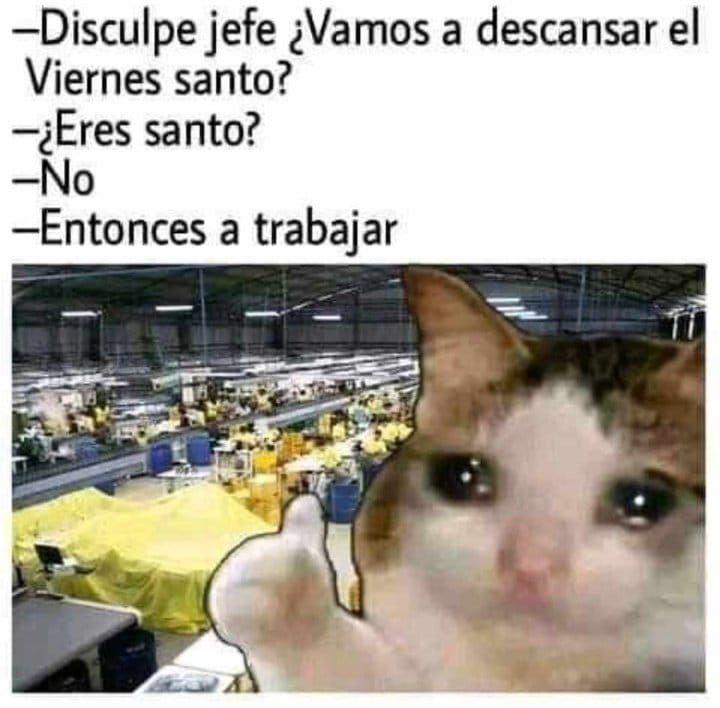 –Disculpe jefe ¿Vamos a descansar el
Viernes santo?
–¿Eres santo?
–No
–Entonces a trabajar